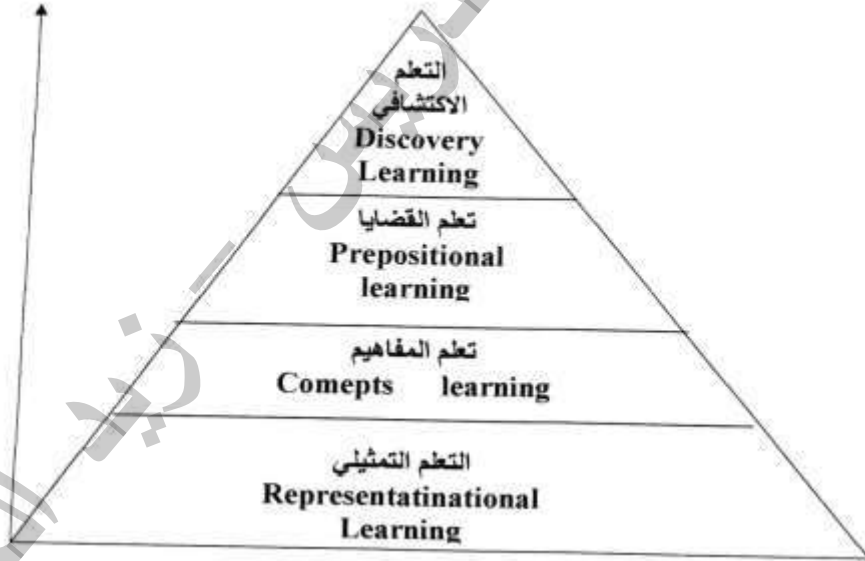 التعلم
الاكتشافي
Discovery
Learning
تعلم القضايا
Prepositional
learning
تعلم المفاهيم
Comepts learning
التعلم التمثيلي
Representatinational
Learning